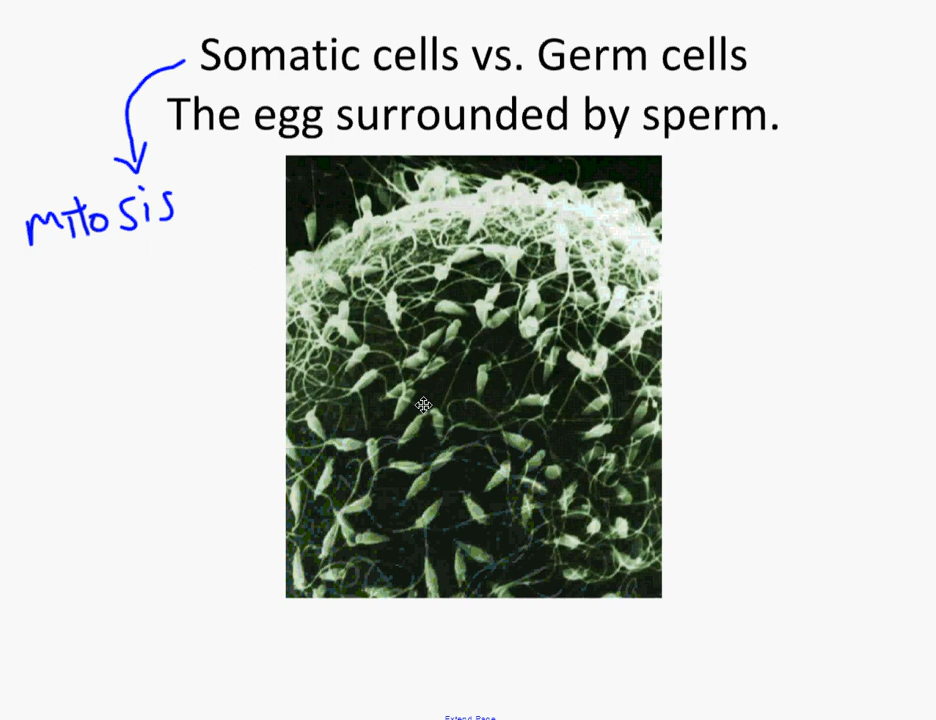 Somatic cells vs. Germ cells
The egg surrounded by sperm.
mitosis
Extend Page